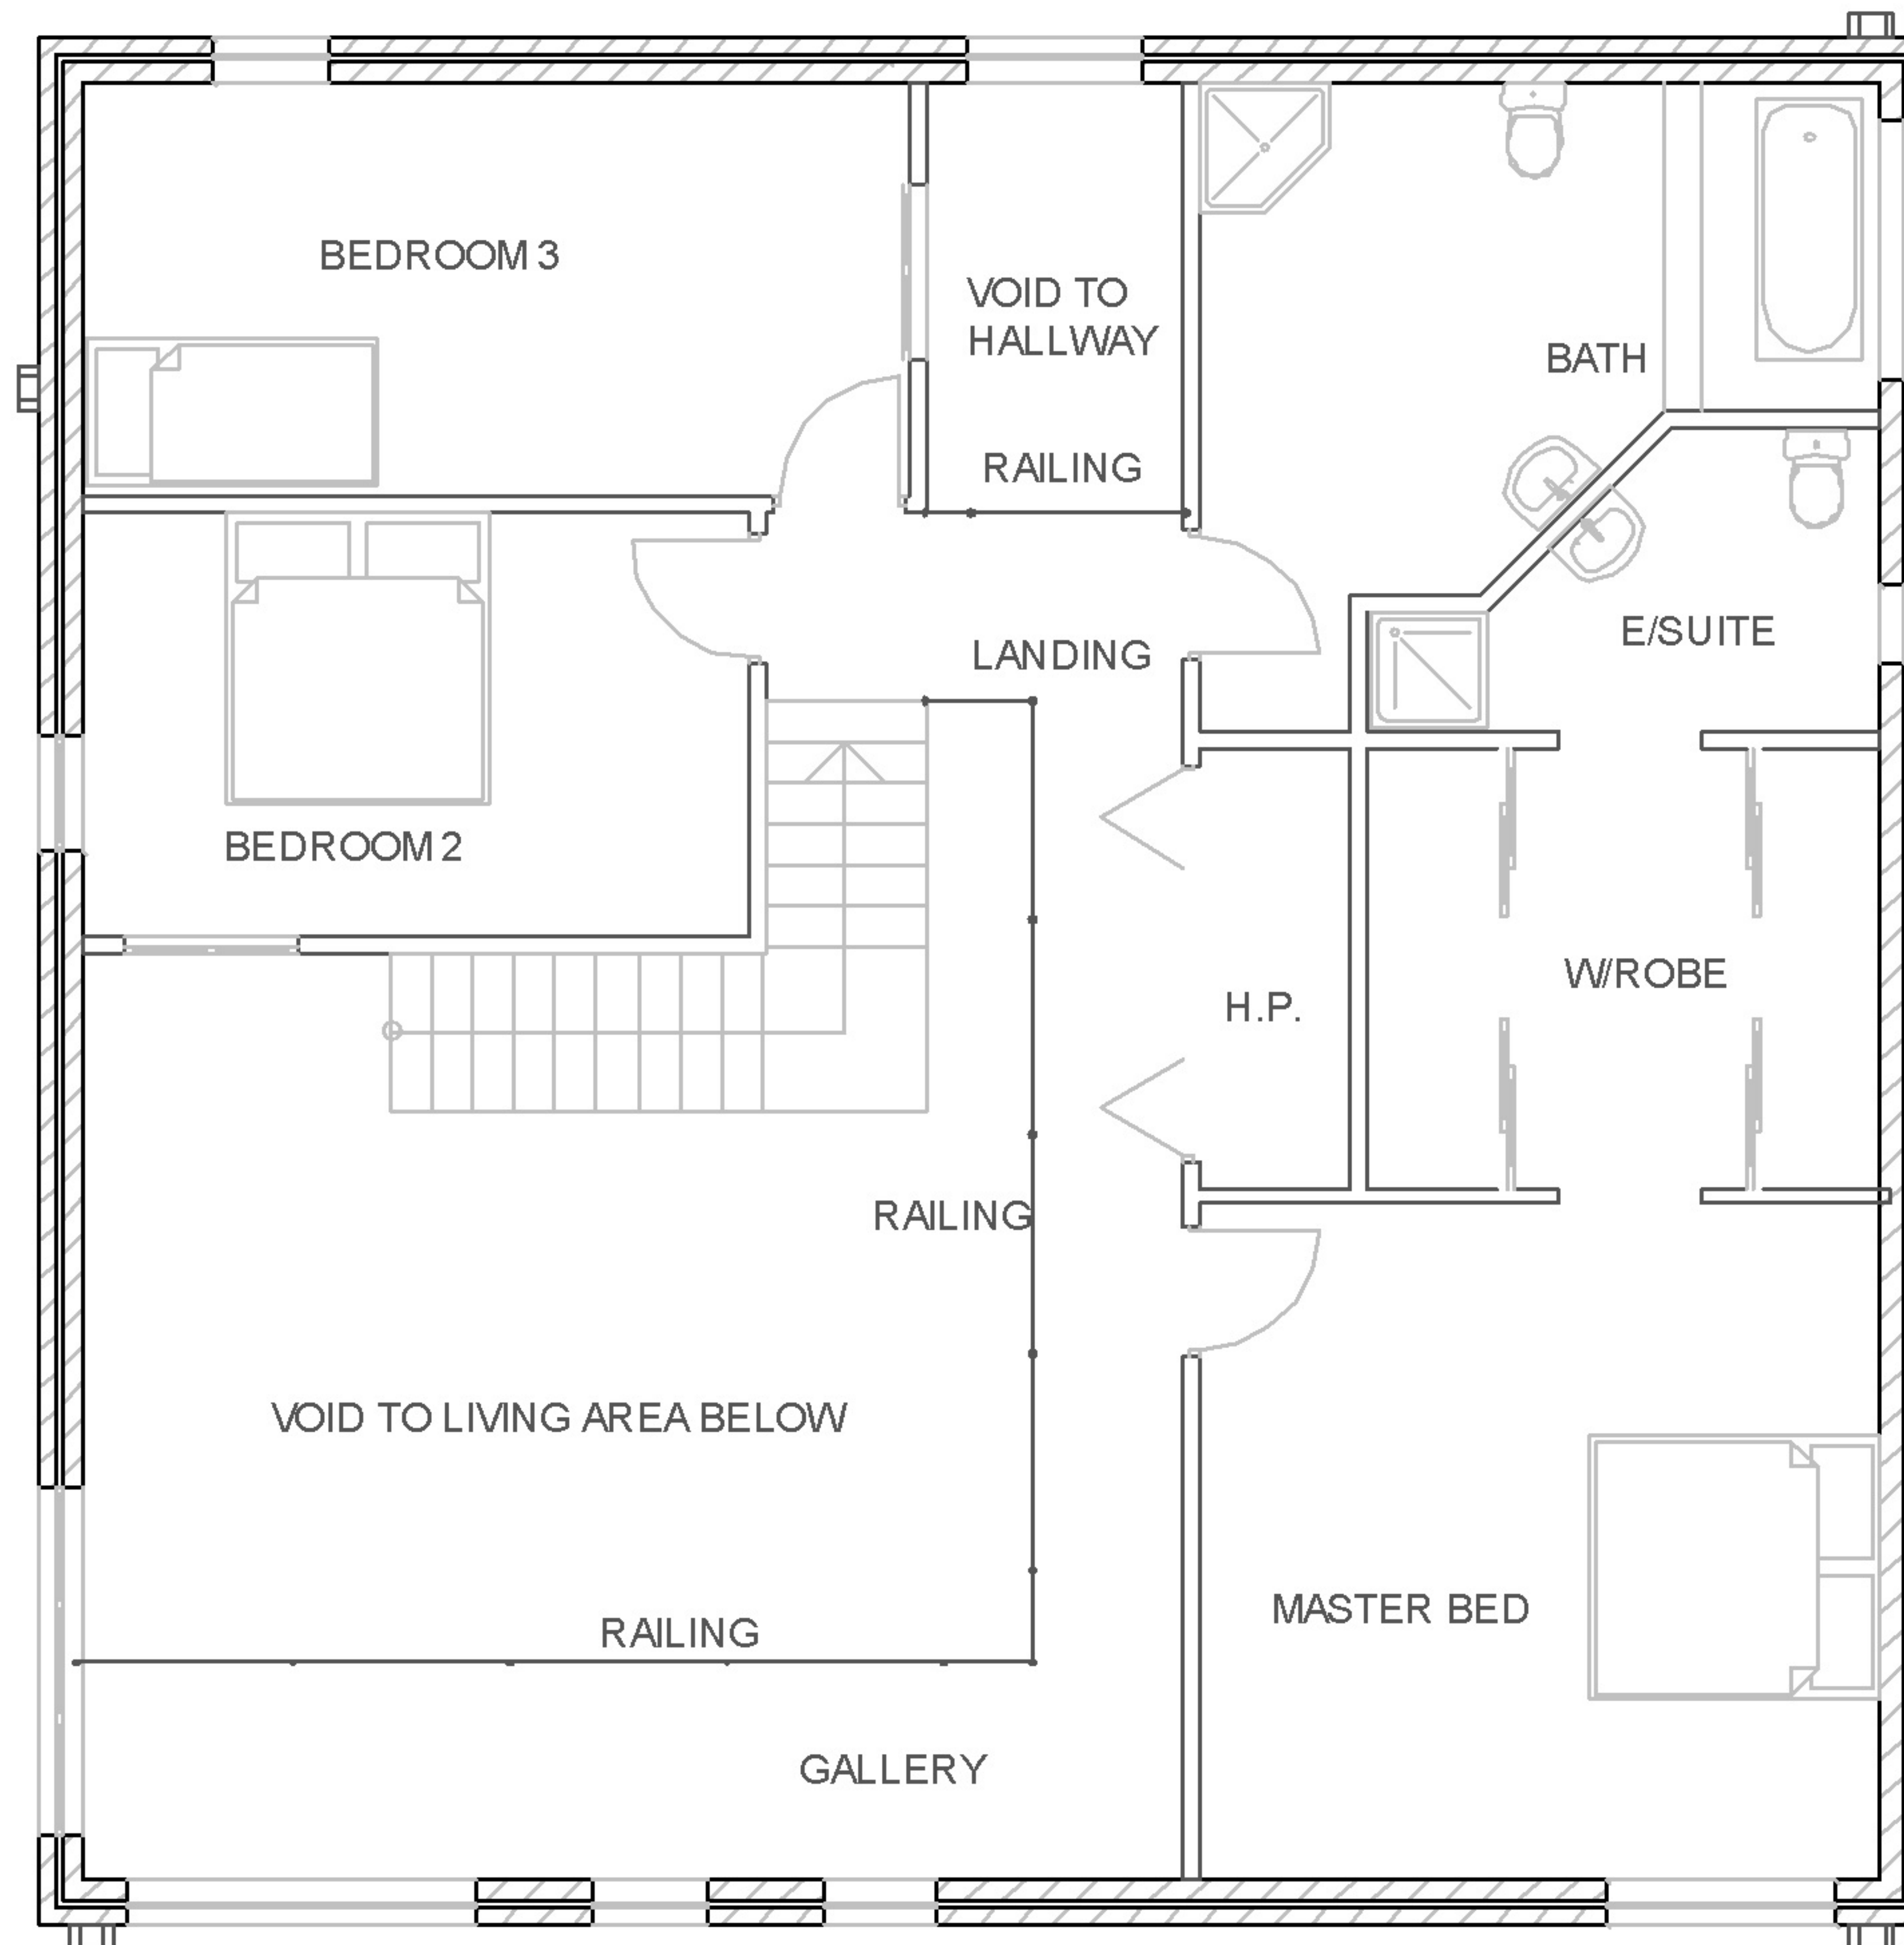 BEDROOM 3
VOID TO
HALLWAY
BATH
RAILING
E/SUITE
LANDING
BEDROOM 2
W/ROBE
H.P.
RAILING
VOID TO LIVING AREA BELOW
MASTER BED
RAILING
GALLERY